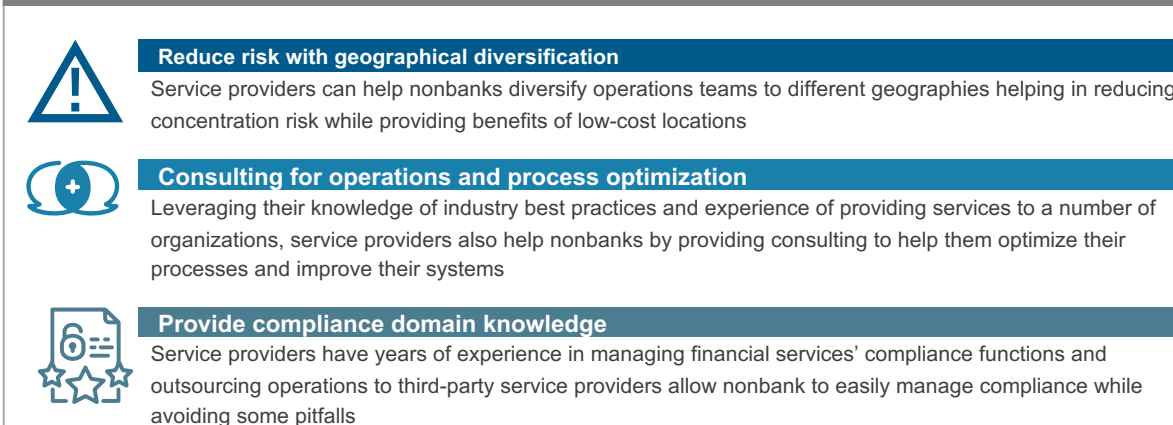 Reduce risk with geographical diversification
Service providers can help nonbanks diversify operations teams to different geographies helping in reducing
concentration risk while providing benefits of low-cost locations
Consulting for operations and process optimization
Leveraging their knowledge of industry best practices and experience of providing services to a number of
organizations, service providers also help nonbanks by providing consulting to help them optimize their
processes and improve their systems
Provide compliance domain knowledge
Service providers have years of experience in managing financial services’ compliance functions and
outsourcing operations to third-party service providers allow nonbank to easily manage compliance while
avoiding some pitfalls